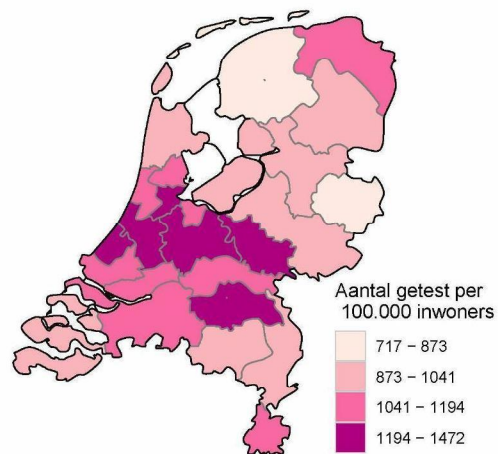 Aantal getest per
100.000 inwoners
717 – 873
873 – 1041
1041 – 1194
1194 – 1472